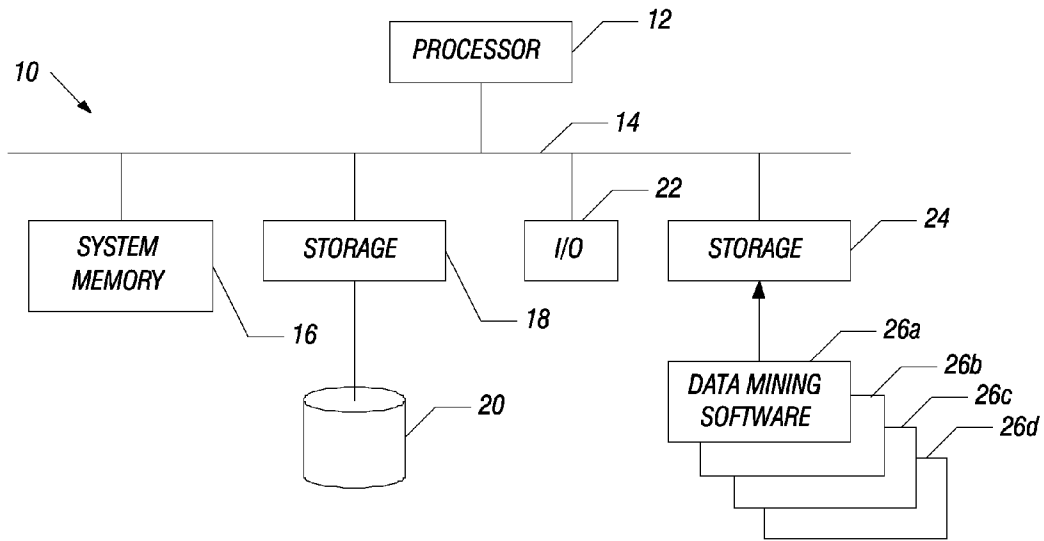 PROCESSOR
12
10
14
22
24
SYSTEM
MEMORY
STORAGE
I/O
STORAGE
16
18
26a
26b
26c
26d
DATA MINING
SOFTWARE
20